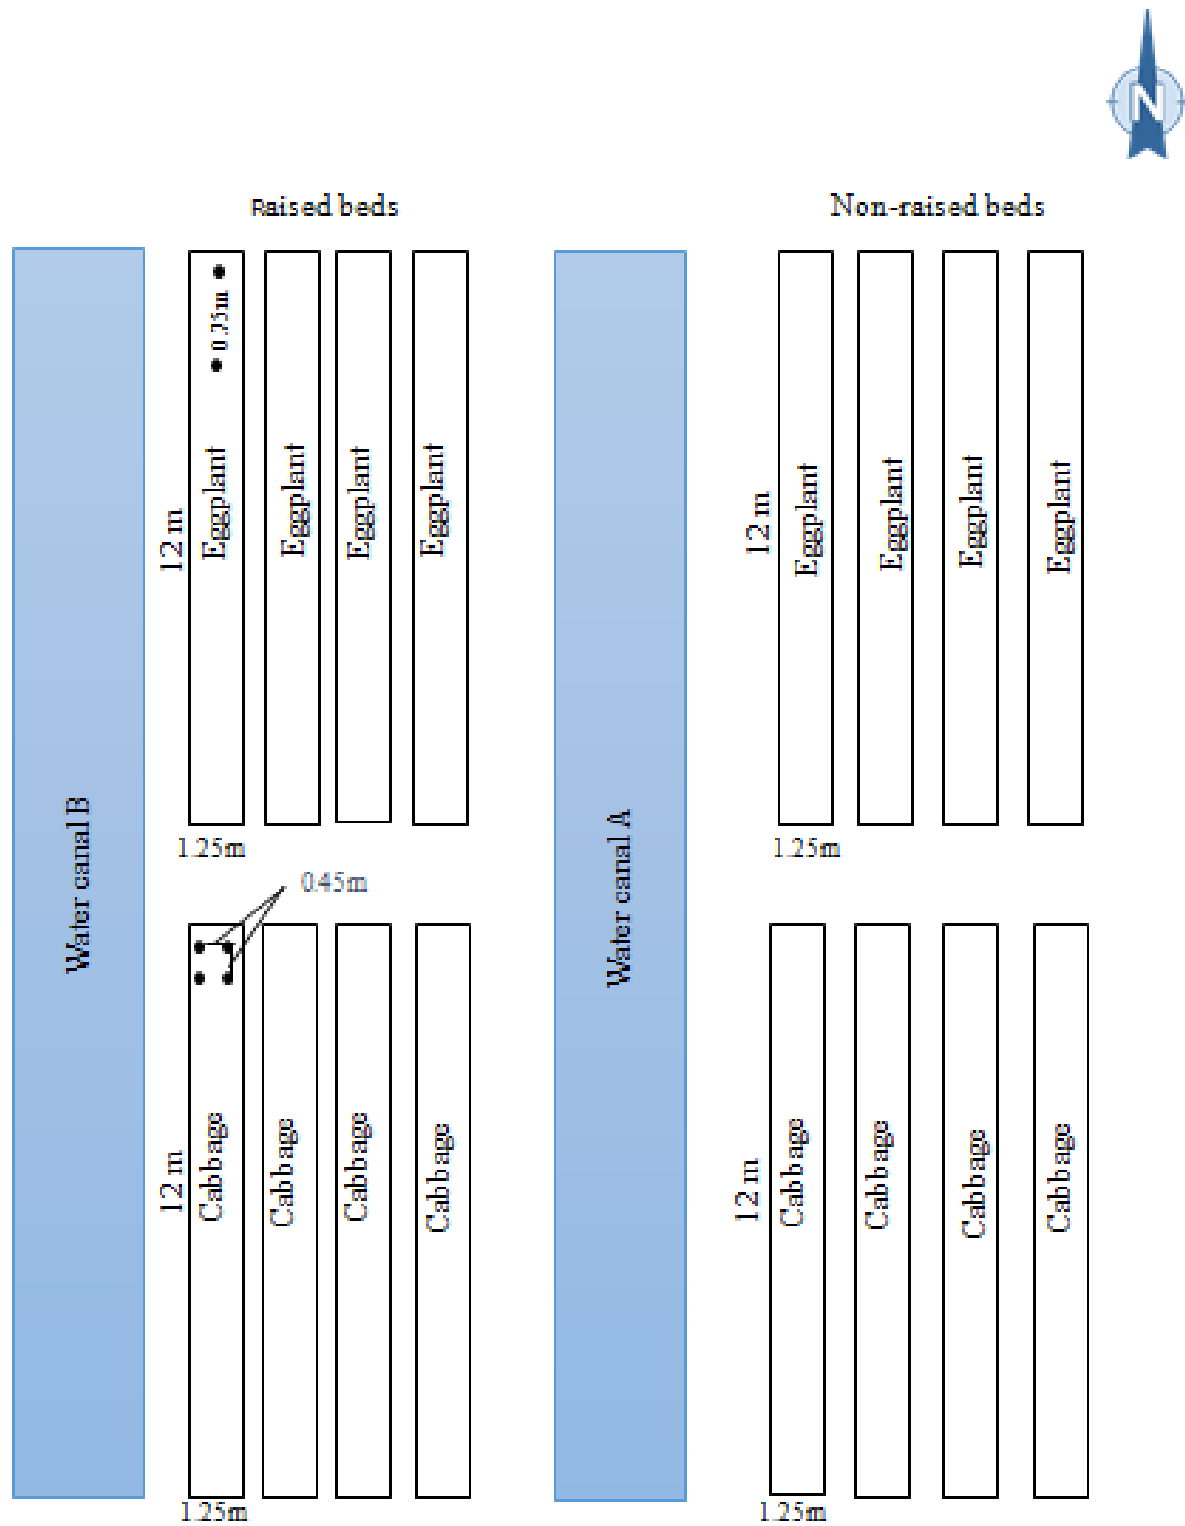 N
Raised beds
Non-raised beds
0.75m
12 m
Eggplant
Eggplant
Eggplant
Eggplant
12 m
Eggplant
Eggplant
Eggplant
Eggplant
Water canal B
Water canal A
1.25m
1.25m
0.45m
12 m
Cabbage
Cabbage
Cabbage
Cabbage
12 m
Cabbage
Cabbage
Cabbage
Cabbage
1.25m
1.25m